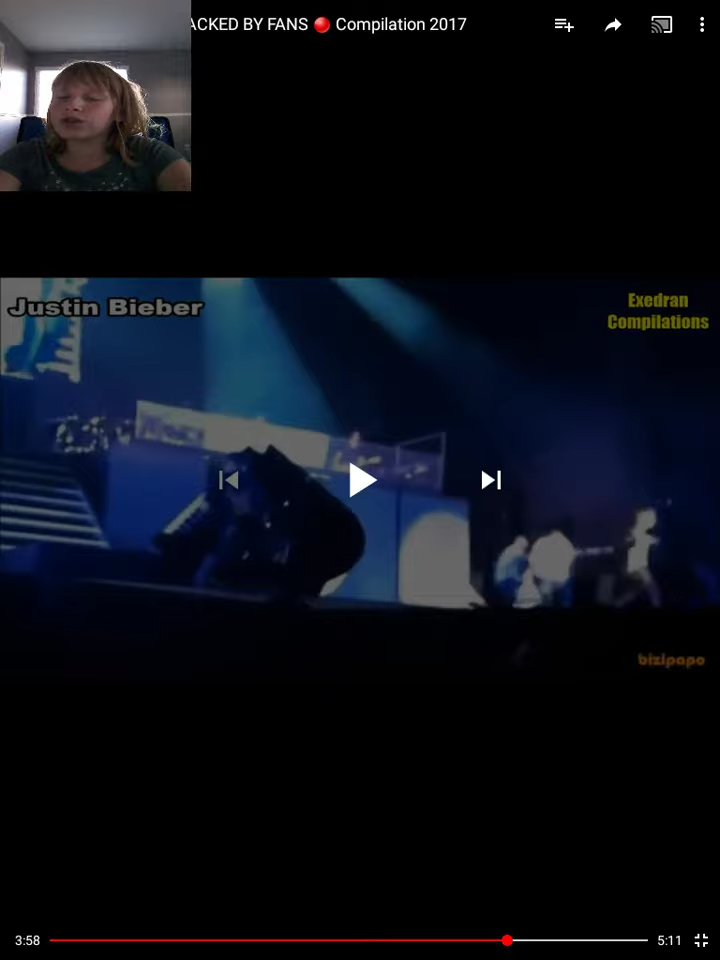 ACKED BY FANS 🔴 Compilation 2017
Justin Bieber
Exedran
Compilations
bizipapo
3:58
5:11